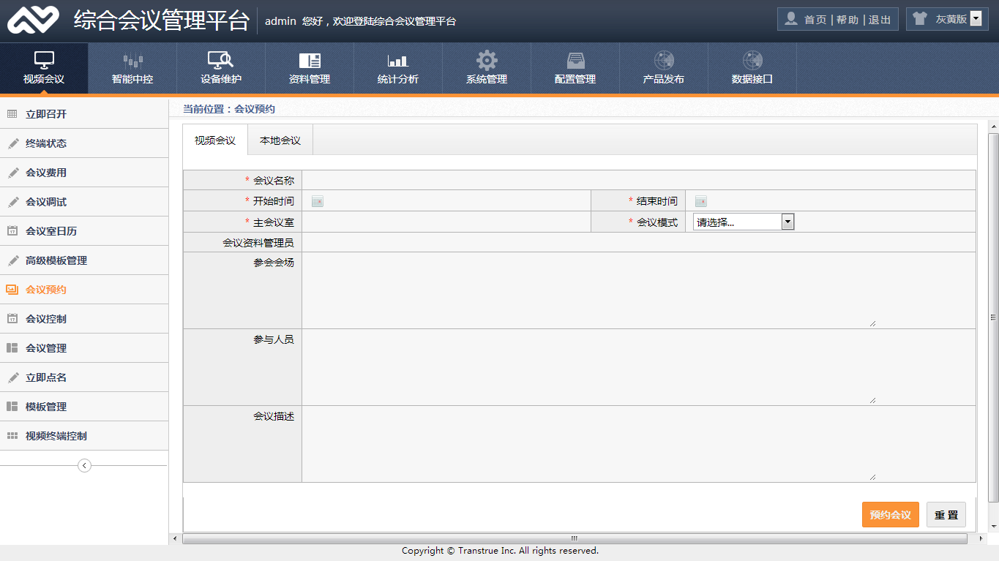 综合会议管理平台
admin 您好，欢迎登陆综合会议管理平台
首页 | 帮助 | 退出
灰黄版
视频会议 智能中控 设备维护 资料管理 统计分析 系统管理 配置管理 产品发布 数据接口
立即召开
终端状态
会议费用
会议调试
会议室日历
高级模板管理
会议预约
会议控制
会议管理
立即点名
模板管理
视频终端控制
当前位置：会议预约
视频会议 本地会议
* 会议名称
* 开始时间 * 结束时间
* 主会议室 * 会议模式 请选择...
会议资料管理员
参会会场
参与人员
会议描述
预约会议 重 置
Copyright © Transtrue Inc. All rights reserved.